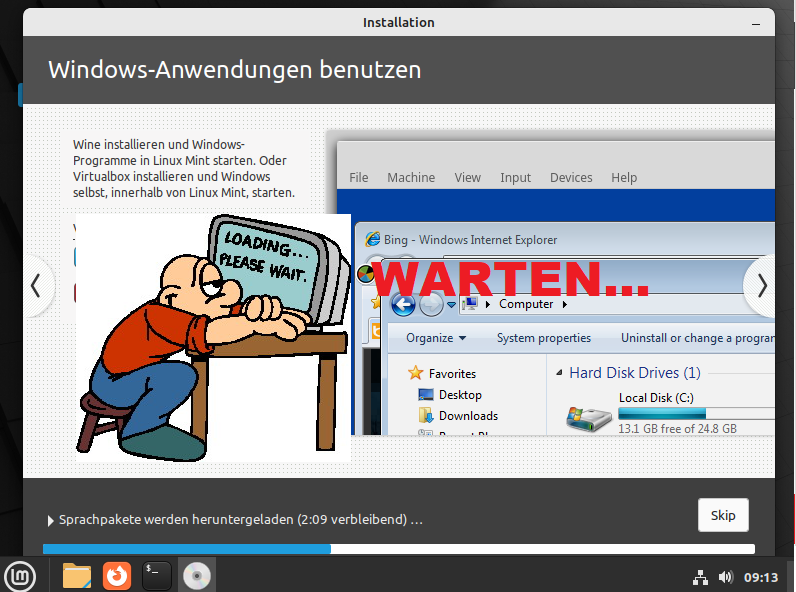 Installation
Windows-Anwendungen benutzen
Wine installieren und Windows-
Programme in Linux Mint starten. Oder
Virtualbox installieren und Windows
selbst, innerhalb von Linux Mint, starten.
File Machine View Input Devices Help
Bing - Windows Internet Explorer
LOADING...
PLEASE WAIT.
WARTEN...
Computer
Organize System properties Uninstall or change a program
Favorites
Desktop
Downloads
Hard Disk Drives (1)
Local Disk (C:)
13.1 GB free of 24.8 GB
Sprachpakete werden heruntergeladen (2:09 verbleibend) ...
Skip
09:13